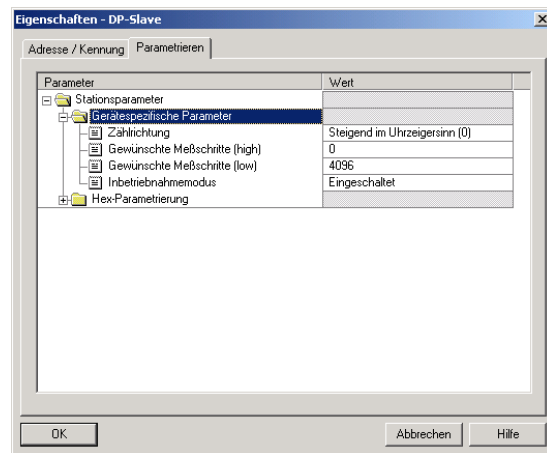 Eigenschaften - DP-Slave
Adresse / Kennung Parametrieren
Parameter Wert
Stationsparameter
Gerätespezifische Parameter
Zählrichtung Steigend im Uhrzeigersinn (0)
Gewünschte Meßschritte (high) 0
Gewünschte Meßschritte (low) 4096
Inbetriebnahmemodus Eingeschaltet
Hex-Parametrierung
OK Abbrechen Hilfe